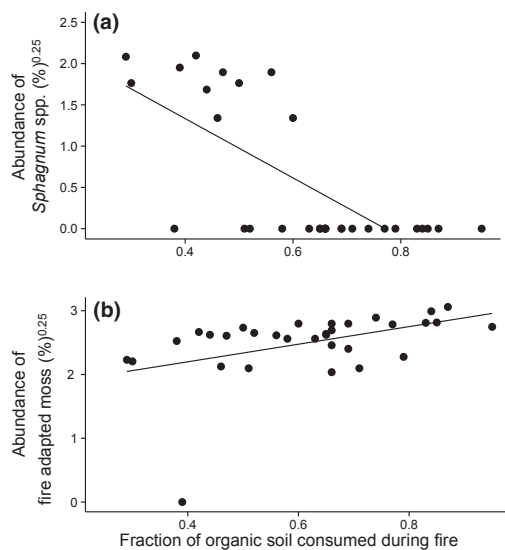 (a)
Abundance of
Sphagnum spp. (%)^0.25
2.5
2.0
1.5
1.0
0.5
0.0
0.4
0.6
0.8
(b)
Abundance of
fire adapted moss (%)^0.25
3
2
1
0
0.4
0.6
0.8
Fraction of organic soil consumed during fire